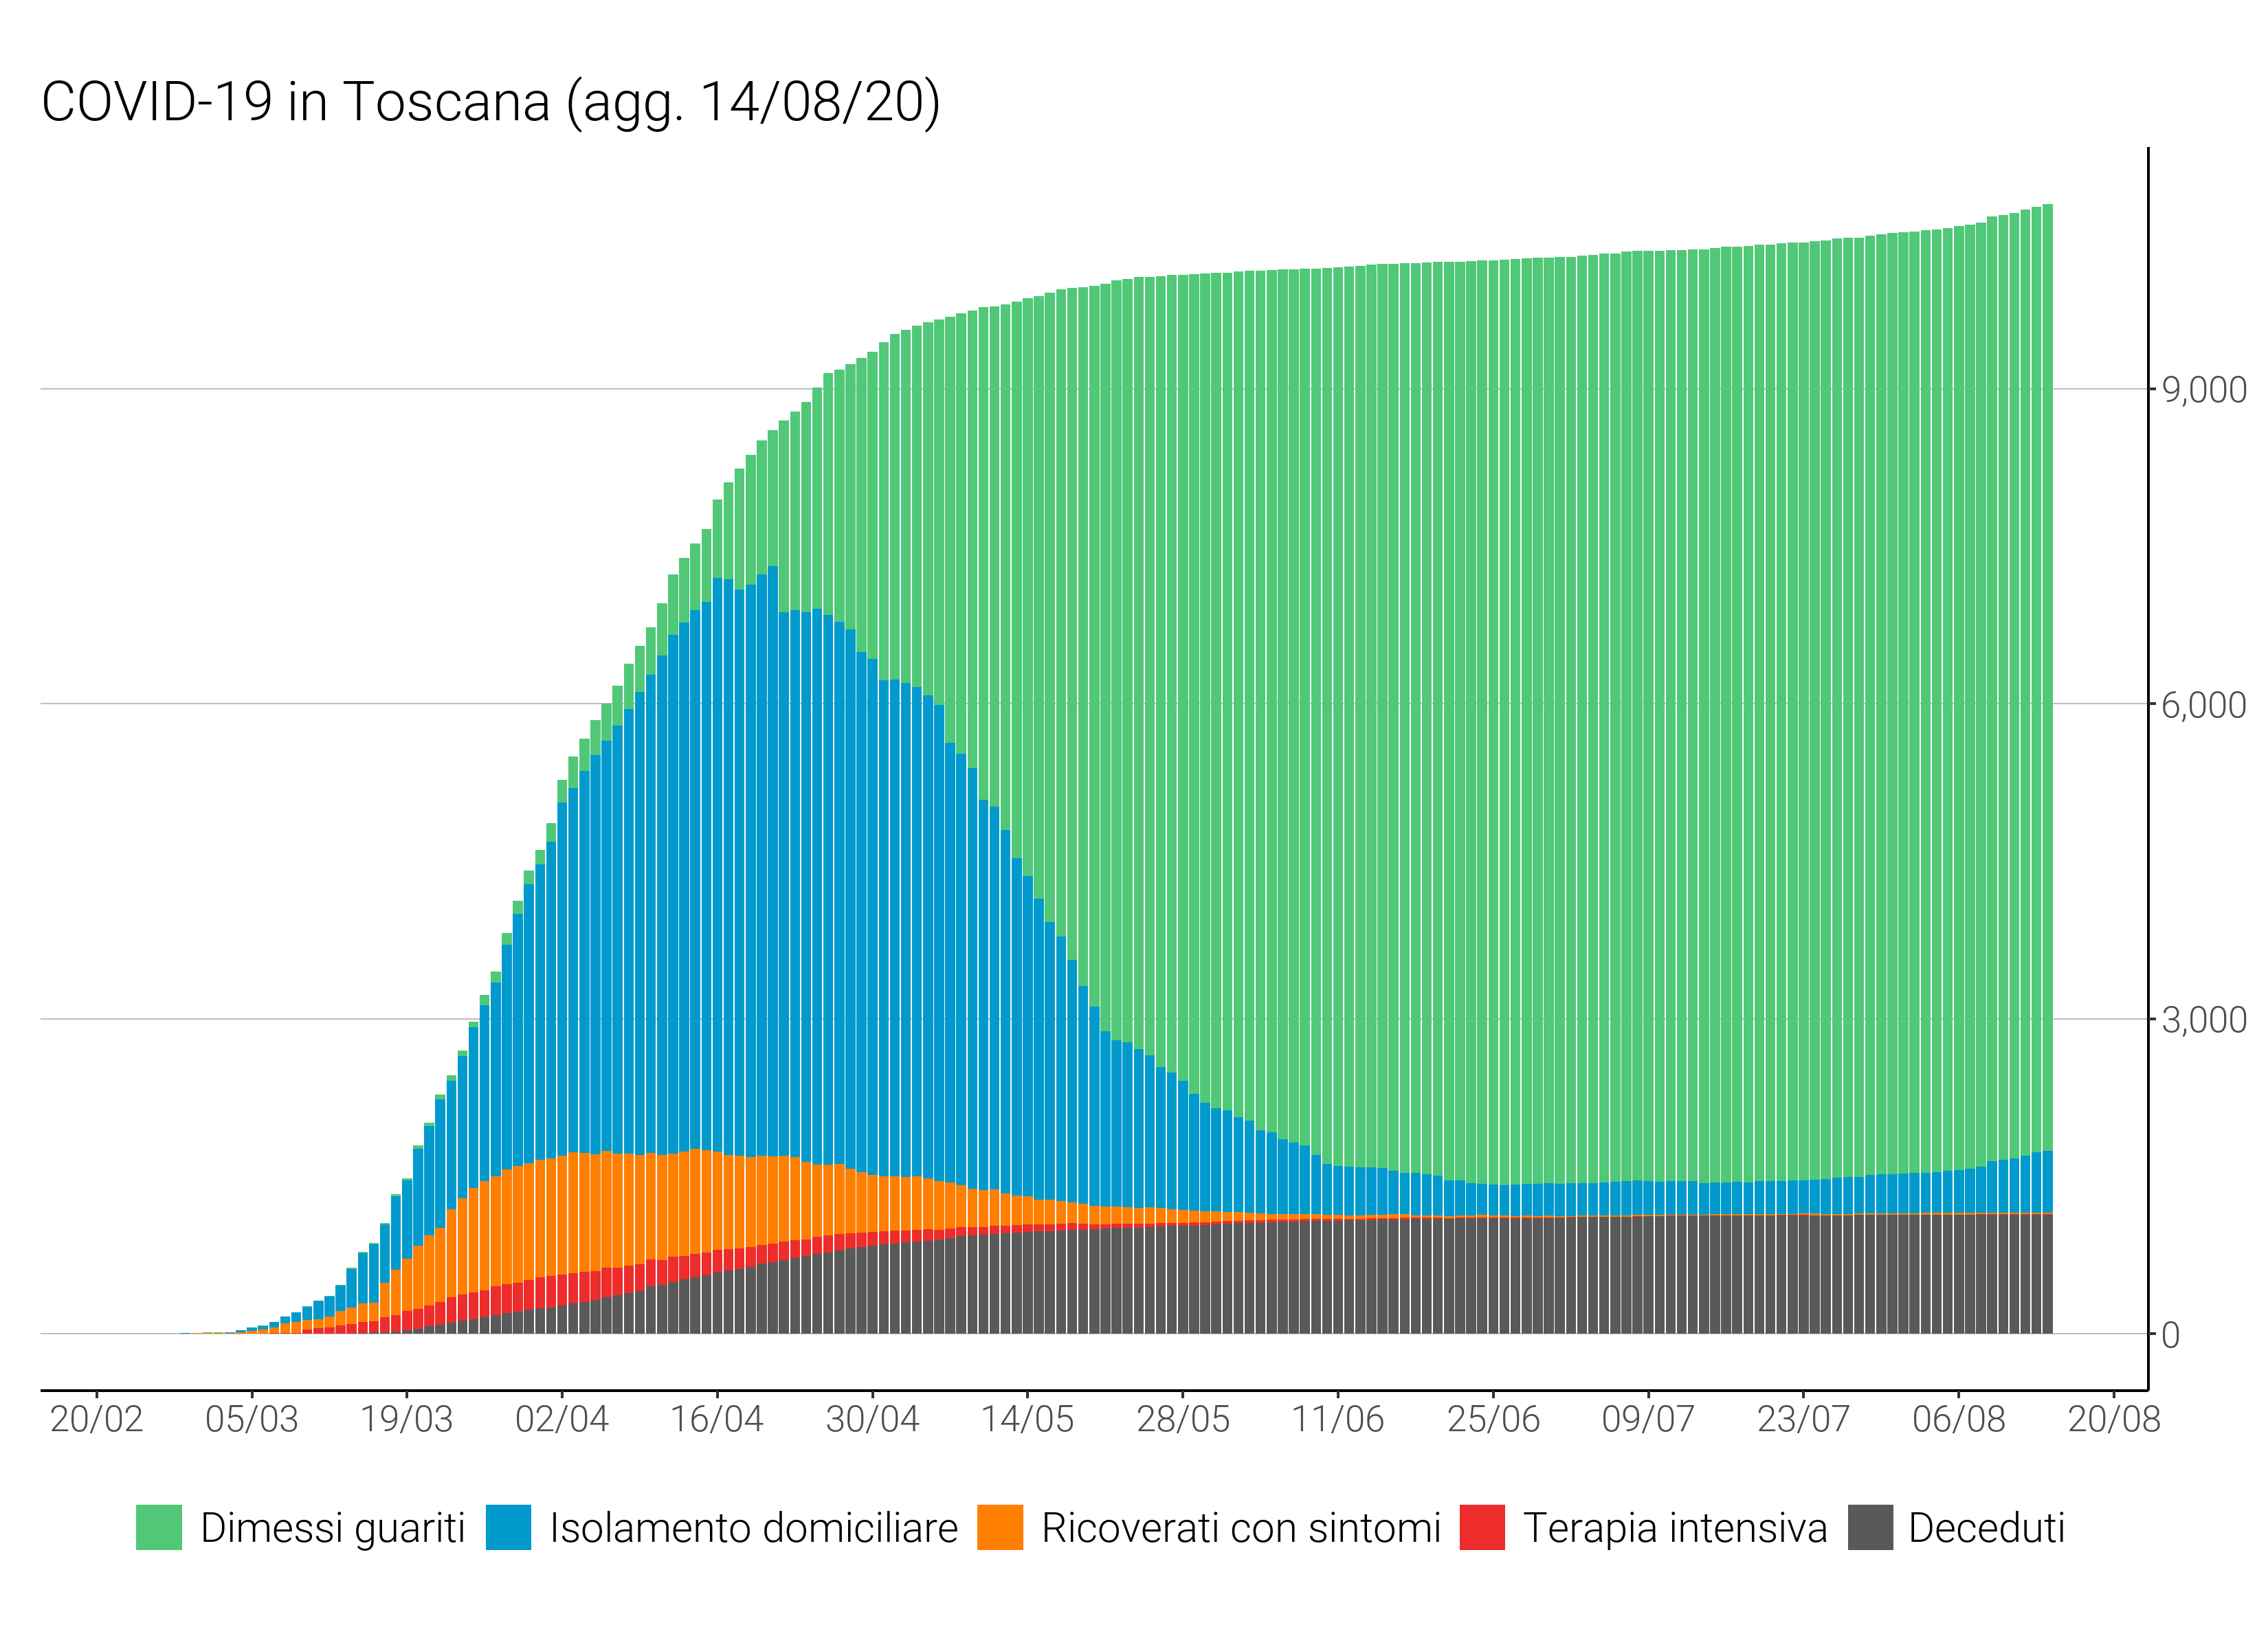 COVID-19 in Toscana (agg. 14/08/20)
9,000
6,000
3,000
0
20/02 05/03 19/03 02/04 16/04 30/04 14/05 28/05 11/06 25/06 09/07 23/07 06/08 20/08
Dimessi guariti Isolamento domiciliare Ricoverati con sintomi Terapia intensiva Deceduti